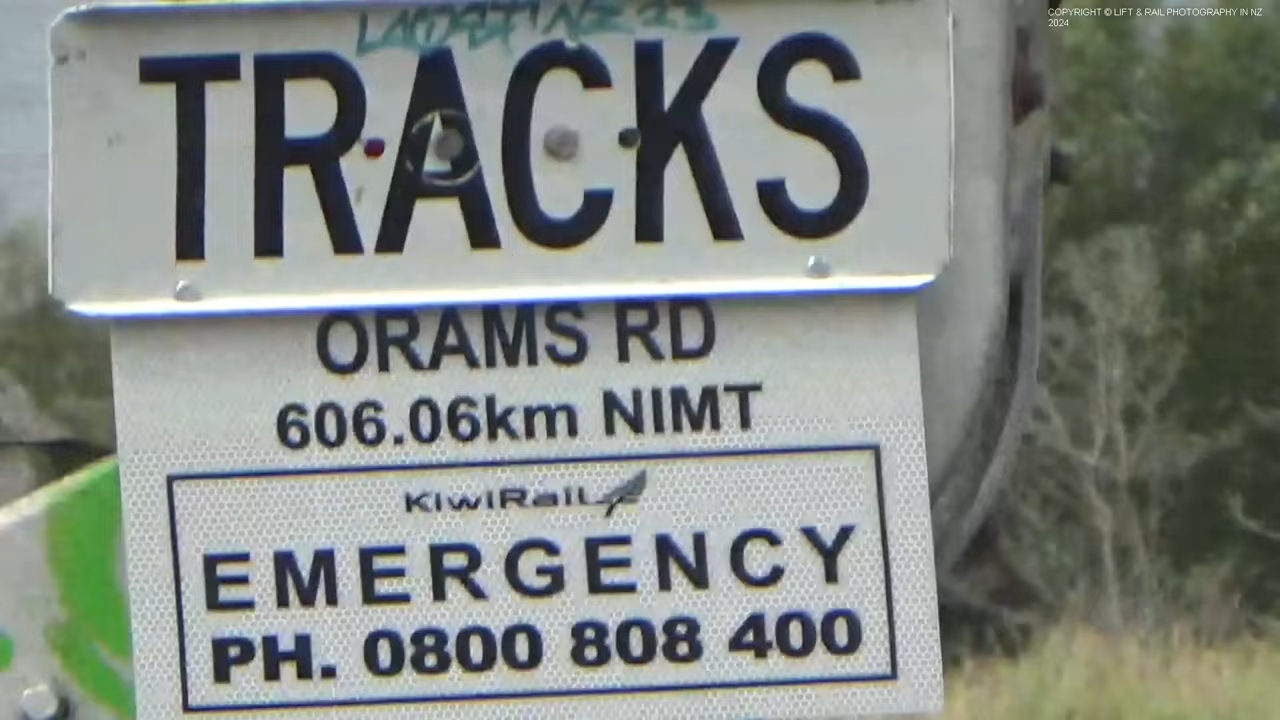 COPYRIGHT © LIFT & RAIL PHOTOGRAPHY IN NZ
2024
TRACKS
ORAMS RD
606.06km NIMT
KiwiRail
EMERGENCY
PH. 0800 808 400